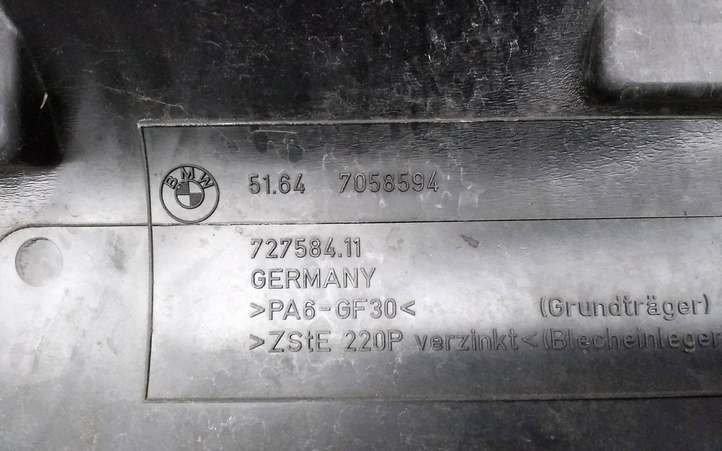 BMW 51.64 7058594
727584.11
GERMANY
>PA6-GF30< (Grundträger)
>ZStE 220P verzinkt< (Blecheinleger